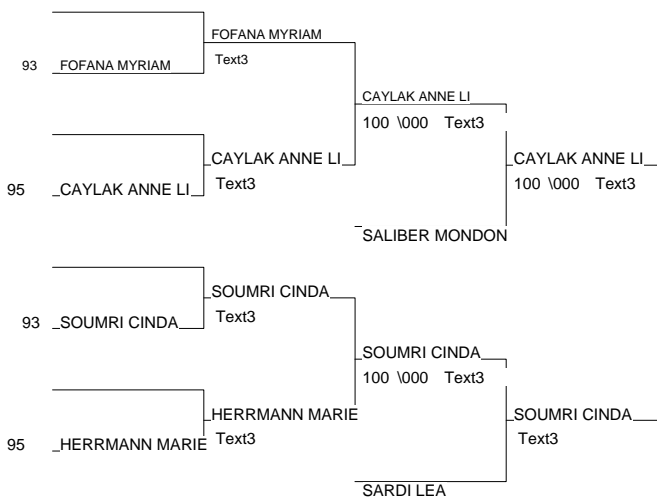 FOFANA MYRIAM
93 FOFANA MYRIAM Text3
CAYLAK ANNE LI
100 \000 Text3
CAYLAK ANNE LI CAYLAK ANNE LI
95 CAYLAK ANNE LI Text3 100 \000 Text3
SALIBER MONDON
SOUMRI CINDA
93 SOUMRI CINDA Text3
SOUMRI CINDA
100 \000 Text3
HERRMANN MARIE SOUMRI CINDA
95 HERRMANN MARIE Text3 Text3
SARDI LEA